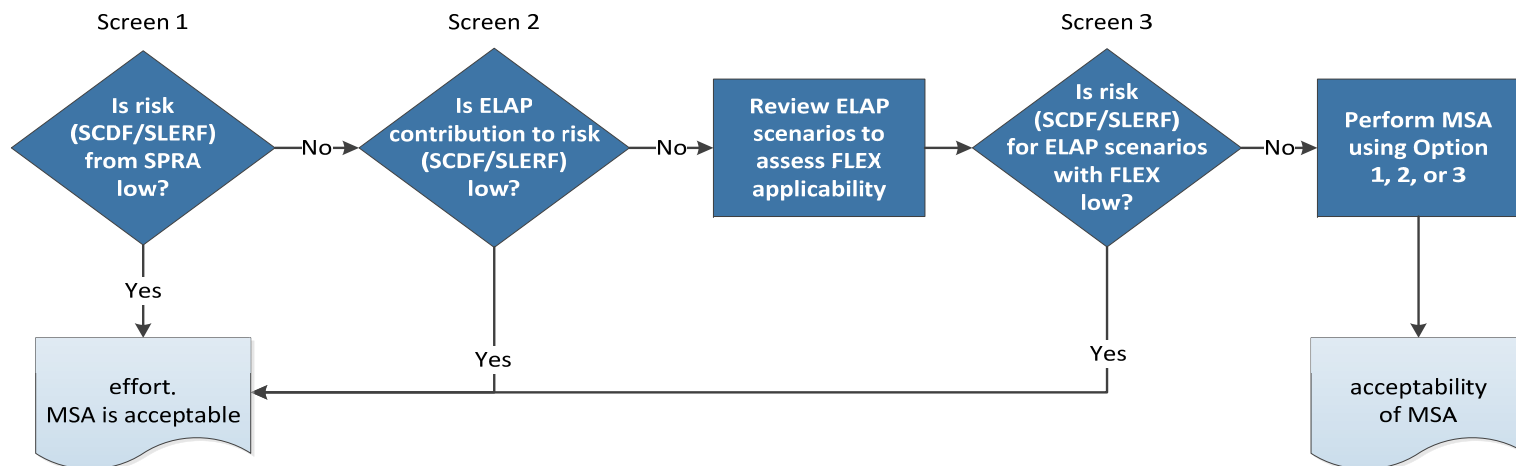 Screen 1
Screen 2
Screen 3
Is risk
(SCDF/SLERF)
from SPRA
low?
No
Is ELAP
contribution to risk
(SCDF/SLERF)
low?
No
Review ELAP
scenarios to
assess FLEX
applicability
Is risk
(SCDF/SLERF)
for ELAP scenarios
with FLEX
low?
No
Perform MSA
using Option
1, 2, or 3
Yes
Yes
Yes
effort.
MSA is acceptable
acceptability
of MSA